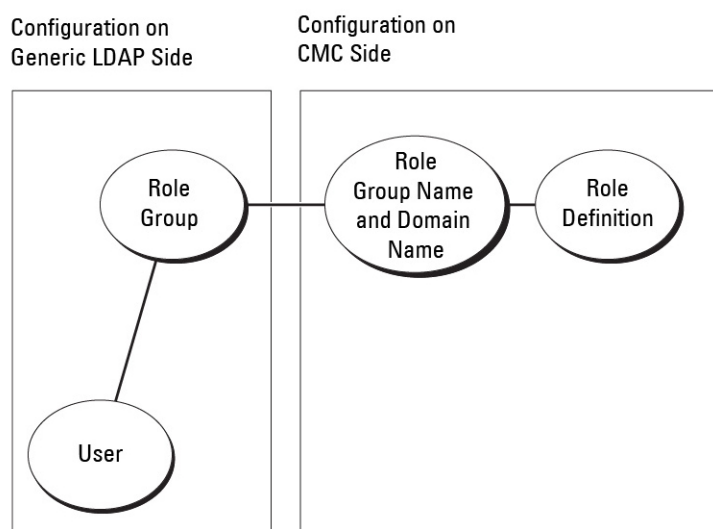 Configuration on
Generic LDAP Side
Configuration on
CMC Side
Role
Group
Role
Group Name
and Domain
Name
Role
Definition
User